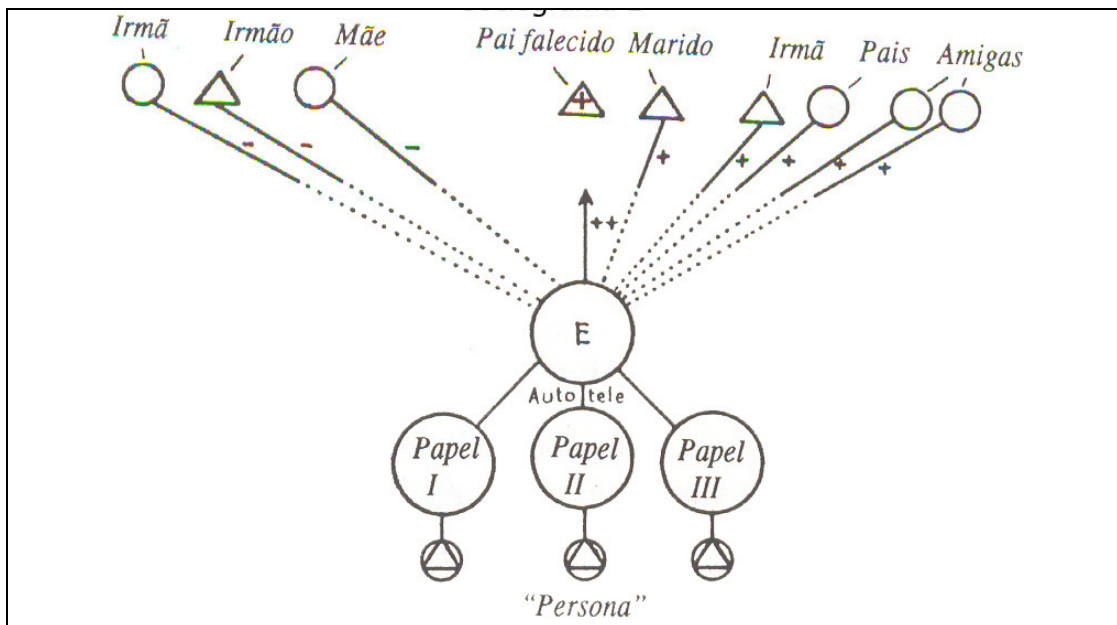 Irmã
Irmão
Mãe
Pai falecido
Marido
Irmã
Pais
Amigas
- - -
+ + + + +
++
E
Auto tele
Papel I
Papel II
Papel III
"Persona"